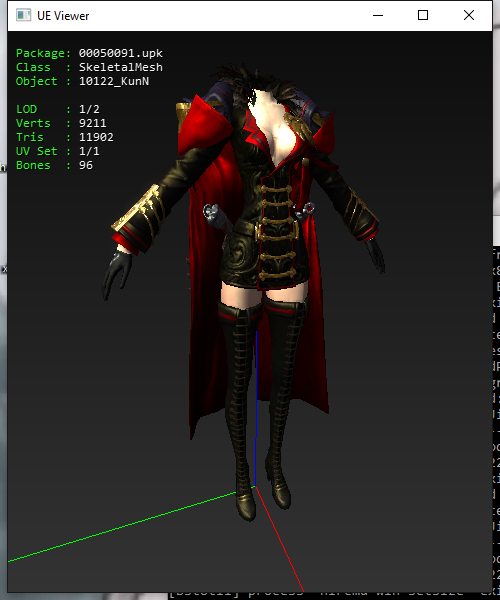 UE Viewer
Package: 00050091.upk
Class : SkeletalMesh
Object : 10122_KunN
LOD : 1/2
Verts : 9211
Tris : 11902
UV Set : 1/1
Bones : 96